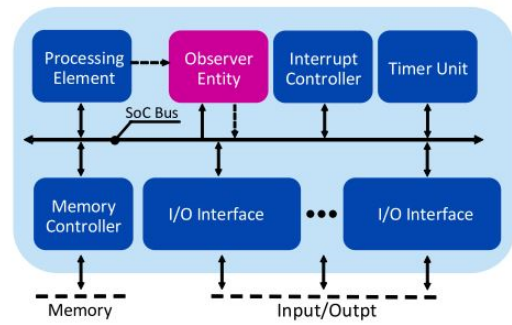 Processing
Element
Observer
Entity
Interrupt
Controller
Timer Unit
SoC Bus
Memory
Controller
I/O Interface
I/O Interface
Memory
Input/Outpt